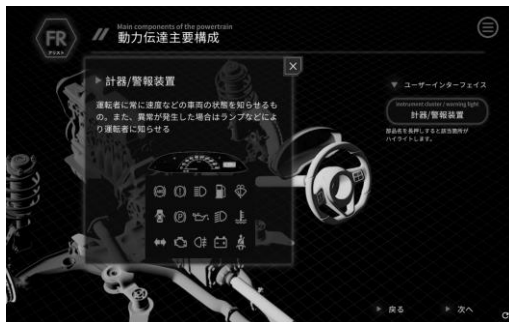 FR
アシスト
Main components of the powertrain
動力伝達主要構成
計器/警報装置
運転者に常に速度などの車両の状態を知らせるも
の。また、異常が発生した場合はランプなどによ
り運転者に知らせる
ユーザーインターフェイス
Instrument cluster / warning light
計器/警報装置
部品名を長押しすると該当箇所が
ハイライトします。
戻る
次へ